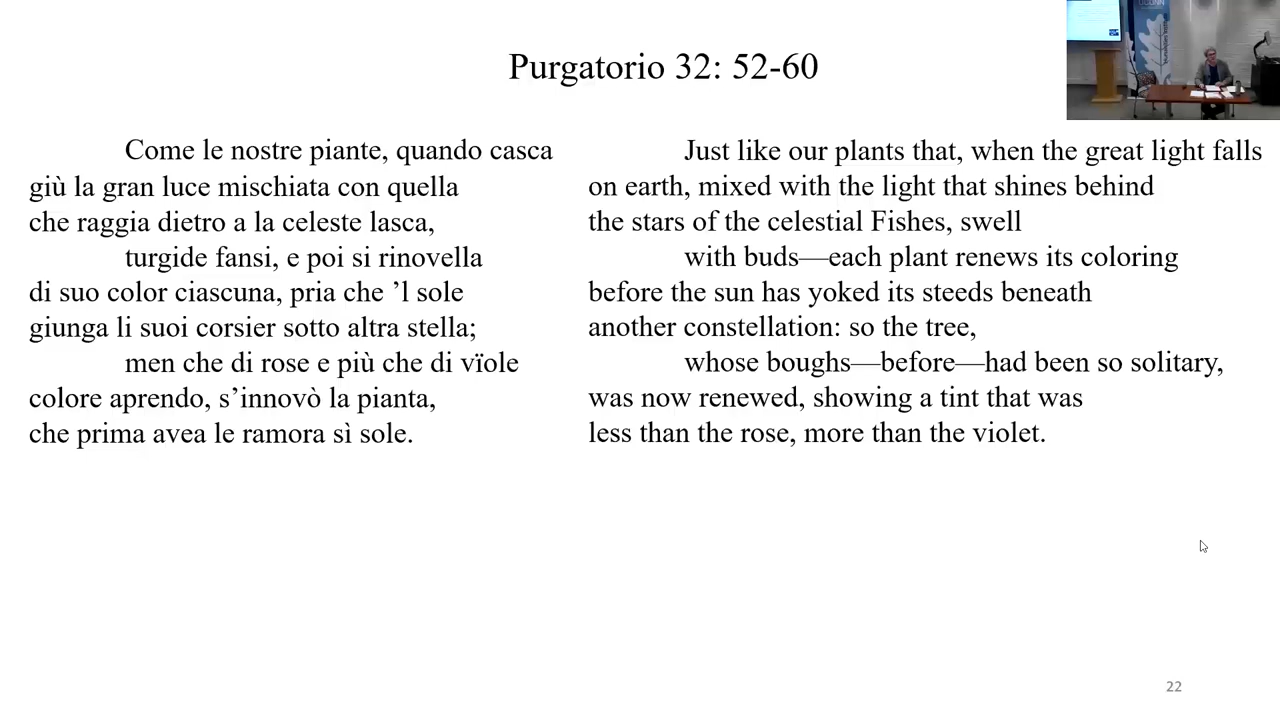 UCONN
Purgatorio 32: 52-60
Come le nostre piante, quando casca
giù la gran luce mischiata con quella
che raggia dietro a la celeste lasca,
turgide fansi, e poi si rinovella
di suo color ciascuna, pria che ’l sole
giunga li suoi corsier sotto altra stella;
men che di rose e più che di vïole
colore aprendo, s’innovò la pianta,
che prima avea le ramora sì sole.
Just like our plants that, when the great light falls
on earth, mixed with the light that shines behind
the stars of the celestial Fishes, swell
with buds—each plant renews its coloring
before the sun has yoked its steeds beneath
another constellation: so the tree,
whose boughs—before—had been so solitary,
was now renewed, showing a tint that was
less than the rose, more than the violet.
22